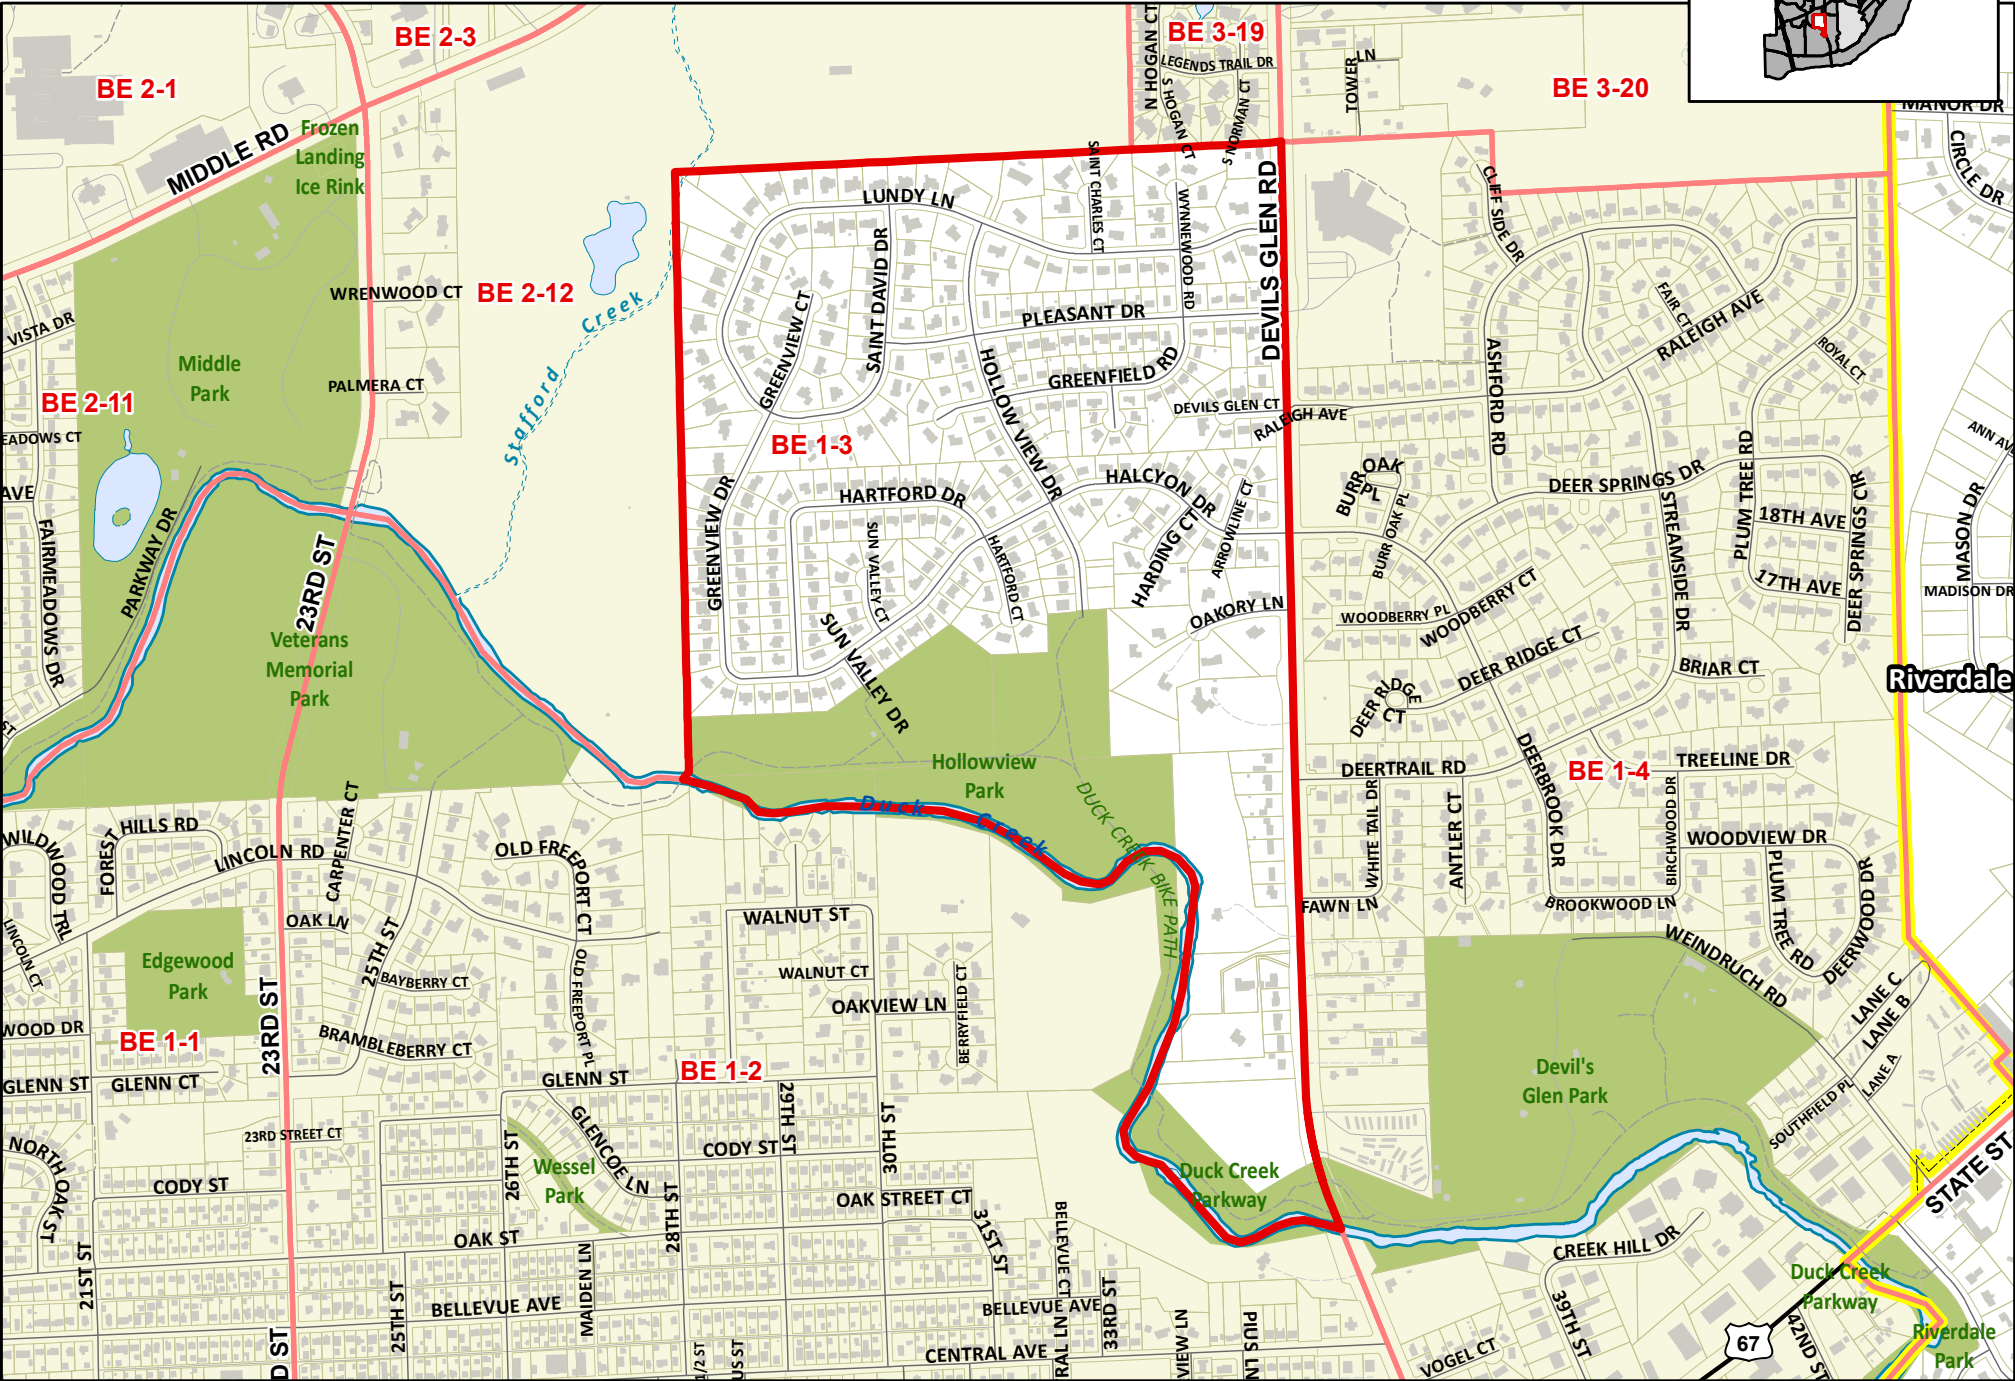 BE 2-3
BE 3-19
BE 2-1
BE 3-20
N HOGAN CT
LEGENDS TRAIL DR
S HOGAN CT
S NORMAN CT
TOWER LN
MANOR DR
CIRCLE DR
MIDDLE RD
Frozen
Landing
Ice Rink
SAINT CHARLES CT
LUNDY LN
WYNNEWOOD RD
DEVILS GLEN RD
CLIFF SIDE DR
WRENWOOD CT
BE 2-12
Stafford Creek
SAINT DAVID DR
GREENVIEW CT
PLEASANT DR
FAIR CT
RALEIGH AVE
VISTA DR
Middle
Park
PALMERA CT
HOLLOW VIEW DR
GREENFIELD RD
ASHFORD RD
ROYAL CT
BE 2-11
EADOWS CT
DEVILS GLEN CT
RALEIGH AVE
BE 1-3
ANN AV
AVE
GREENVIEW DR
HARTFORD DR
HALCYON DR
BURR OAK PL
BURR OAK PL
DEER SPRINGS DR
PLUM TREE RD
DEER SPRINGS CIR
MASON DR
FAIRMEADOWS DR
PARKWAY DR
23RD ST
SUN VALLEY CT
HARTFORD CT
HARDING CT
ARROWLINE CT
STREAMSIDE DR
18TH AVE
17TH AVE
MADISON DR
OAKORY LN
WOODBERRY PL
WOODBERRY CT
Veterans
Memorial
Park
SUN VALLEY DR
DEER RIDGE CT
DEER RIDGE CT
BRIAR CT
Riverdale
ST
Hollowview
Park
DEERTRAIL RD
DEERBROOK DR
BE 1-4
TREELINE DR
Duck Creek
DUCK CREEK BIKE PATH
WHITE TAIL DR
ANTLER CT
BIRCHWOOD DR
WOODVIEW DR
WILDWOOD TRL
FOREST HILLS RD
LINCOLN RD
CARPENTER CT
OLD FREEPORT CT
PLUM TREE RD
DEERWOOD DR
LINCOLN CT
OAK LN
25TH ST
WALNUT ST
FAWN LN
BROOKWOOD LN
WEINDRUCH RD
Edgewood
Park
BAYBERRY CT
OLD FREEPORT PL
WALNUT CT
BERRYFIELD CT
OAKVIEW LN
LANE C
LANE B
LANE A
WOOD DR
23RD ST
BE 1-1
BRAMBLEBERRY CT
BE 1-2
GLENN ST
GLENN CT
GLENN ST
Devil's
Glen Park
SOUTHFIELD PL
NORTH OAK ST
23RD STREET CT
GLENCOE LN
CODY ST
29TH ST
30TH ST
26TH ST
Wessel
Park
Duck Creek
Parkway
STATE ST
CODY ST
28TH ST
OAK STREET CT
31ST ST
BELLEVUE CT
OAK ST
CREEK HILL DR
21ST ST
25TH ST
MAIDEN LN
BELLEVUE AVE
BELLEVUE AVE
33RD ST
Duck Creek
Parkway
39TH ST
42ND ST
67
Riverdale
Park
D ST
1/2 ST
US ST
CENTRAL AVE
RAL LN
VIEW LN
PIUS LN
VOGEL CT